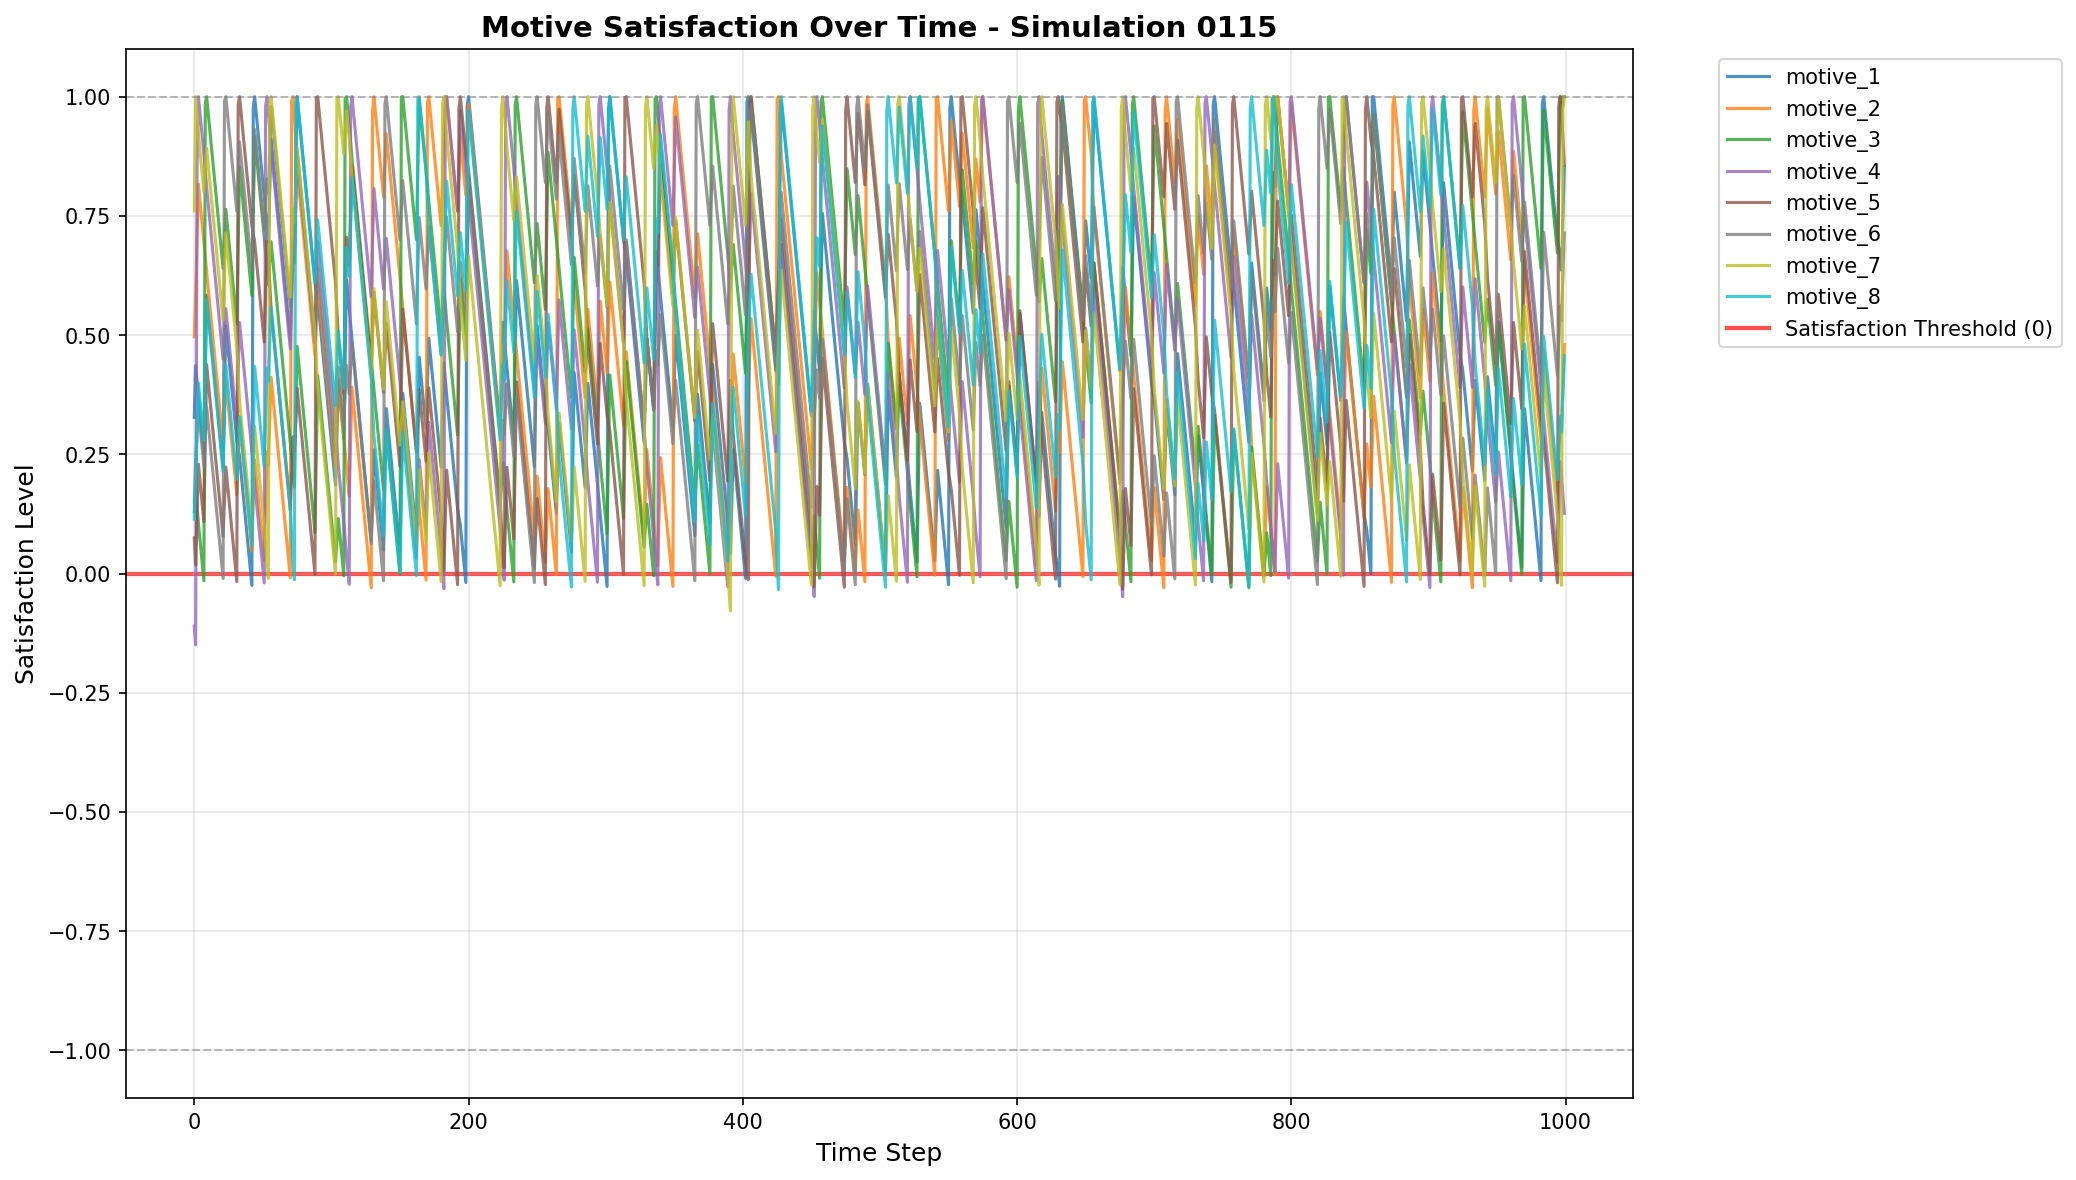 Motive Satisfaction Over Time - Simulation 0115
Satisfaction Level
1.00
0.75
0.50
0.25
0.00
−0.25
−0.50
−0.75
−1.00
0
200
400
600
800
1000
Time Step
motive_1
motive_2
motive_3
motive_4
motive_5
motive_6
motive_7
motive_8
Satisfaction Threshold (0)